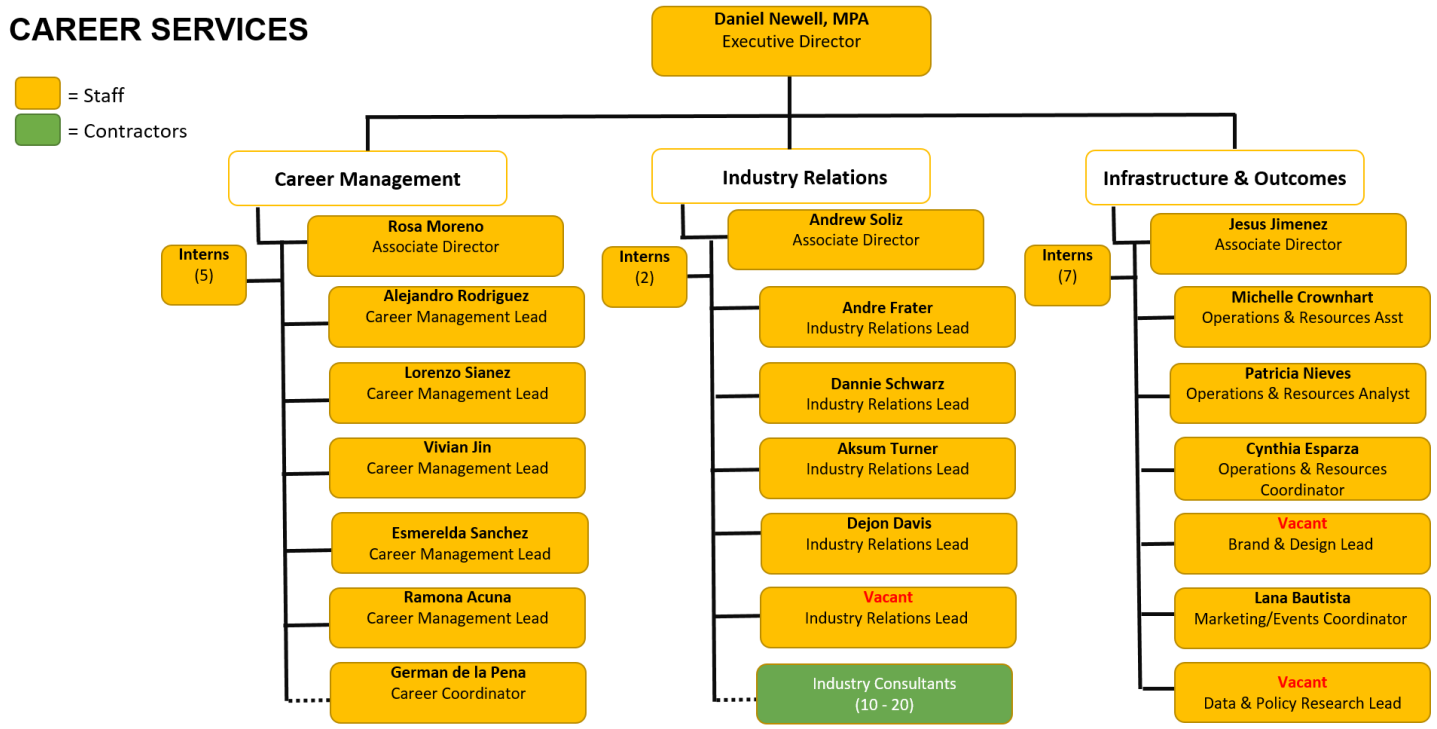 CAREER SERVICES
= Staff
= Contractors
Daniel Newell, MPA
Executive Director
Career Management
Rosa Moreno
Associate Director
Interns
(5)
Alejandro Rodriguez
Career Management Lead
Lorenzo Sianez
Career Management Lead
Vivian Jin
Career Management Lead
Esmerelda Sanchez
Career Management Lead
Ramona Acuna
Career Management Lead
German de la Pena
Career Coordinator
Industry Relations
Andrew Soliz
Associate Director
Interns
(2)
Andre Frater
Industry Relations Lead
Dannie Schwarz
Industry Relations Lead
Aksum Turner
Industry Relations Lead
Dejon Davis
Industry Relations Lead
Vacant
Industry Relations Lead
Industry Consultants
(10 - 20)
Infrastructure & Outcomes
Jesus Jimenez
Associate Director
Interns
(7)
Michelle Crownhart
Operations & Resources Asst
Patricia Nieves
Operations & Resources Analyst
Cynthia Esparza
Operations & Resources
Coordinator
Vacant
Brand & Design Lead
Lana Bautista
Marketing/Events Coordinator
Vacant
Data & Policy Research Lead